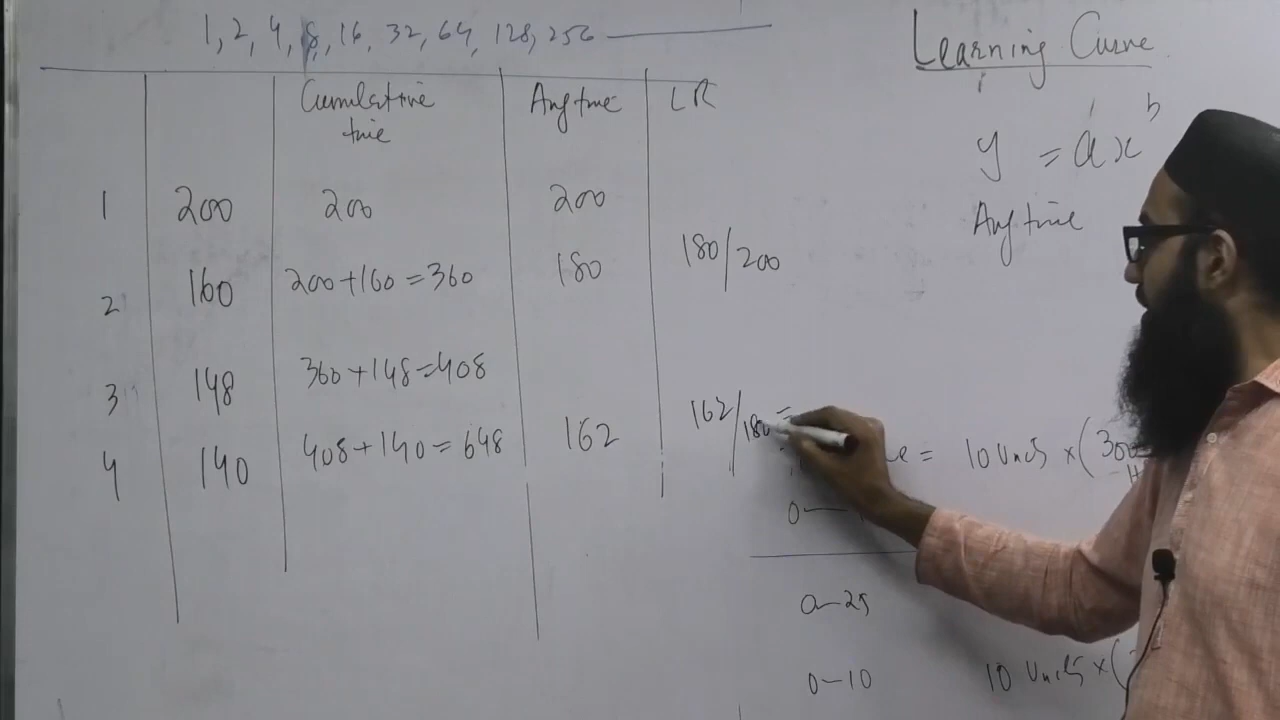 1, 2, 4, 8, 16, 32, 64, 128, 256
Learning Curve
Cumulative time
Avg time
LR
y = ax^b
Avg time
1 200 200 200
2 160 200+160=360 180 180/200
3 148 360+148=408
4 140 408+140=648 162 162/180 =
= 10 Units × (300
0—
0—25
0—10 10 Units × (